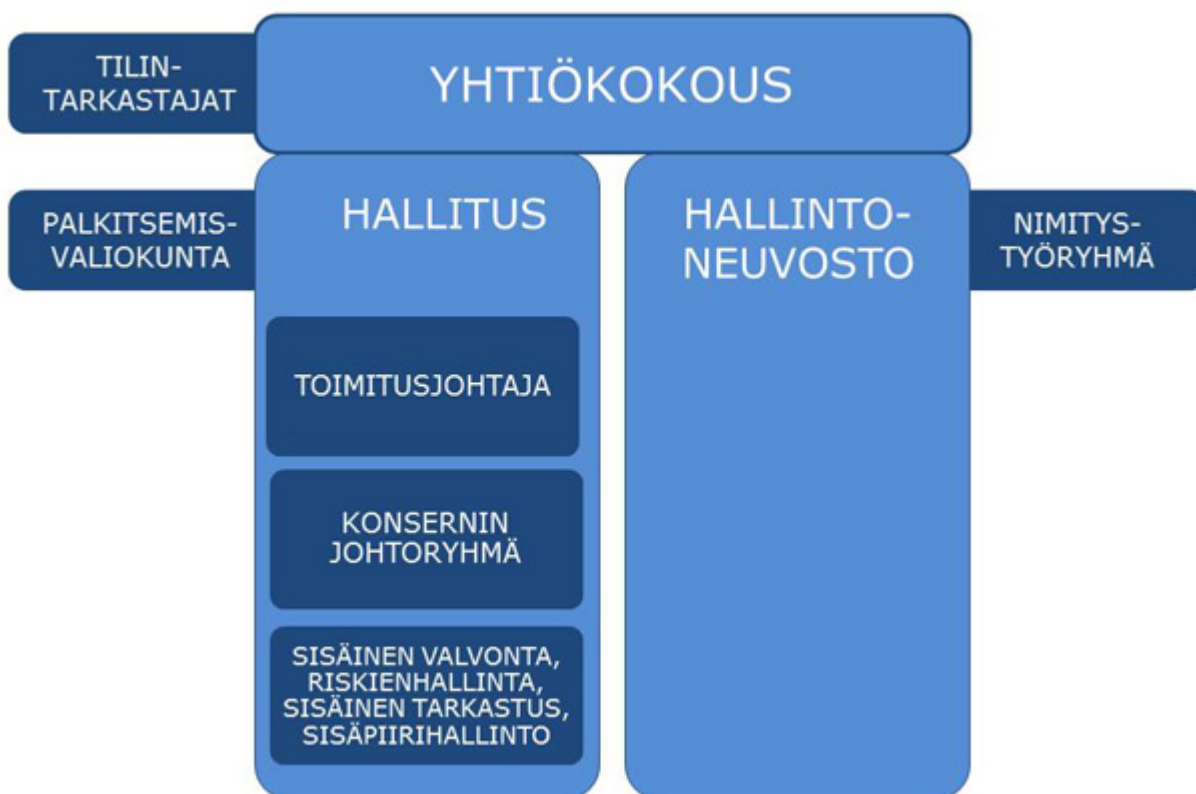 TILIN-
TARKASTAJAT
YHTIÖKOKOUS
PALKITSEMIS-
VALIOKUNTA
HALLITUS
HALLINTO-
NEUVOSTO
NIMITYS-
TYÖRYHMÄ
TOIMITUSJOHTAJA
KONSERNIN
JOHTORYHMÄ
SISÄINEN VALVONTA,
RISKIENHALLINTA,
SISÄINEN TARKASTUS,
SISÄPIIRIHALLINTO